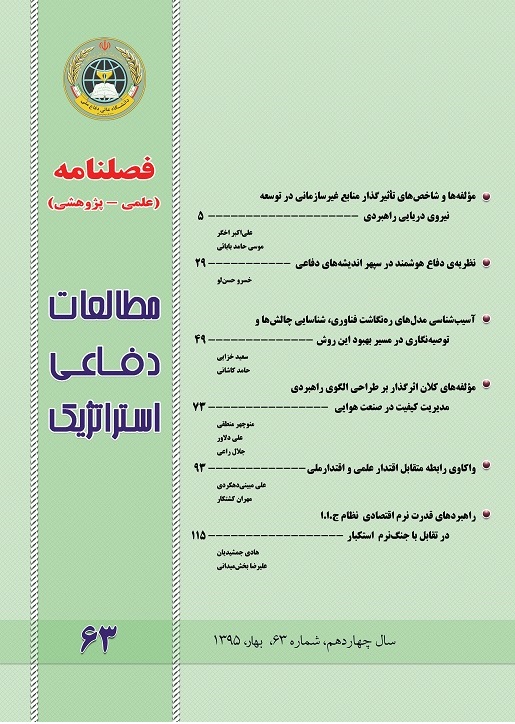 دانشگاه عالی دفاع ملی
فصلنامه
(علمی - پژوهشی)
مطالعات
دفاعی
استراتژیک
۶۳
مؤلفه‌ها و شاخص‌های تأثیرگذار منابع غیرسازمانی در توسعه
نیروی دریایی راهبردی ---------------------- ۵
علی‌اکبر اخگر
موسی حامد بابائی
نظریه‌ی دفاع هوشمند در سپهر اندیشه‌های دفاعی ----------- ۲۹
خسرو حسن‌لو
آسیب‌شناسی مدل‌های ره‌نگاشت فناوری، شناسایی چالش‌ها و
توصیه‌نگاری در مسیر بهبود این روش --------------- ۴۹
سعید خزایی
حامد کاشانی
مؤلفه‌های کلان اثرگذار بر طراحی الگوی راهبردی
مدیریت کیفیت در صنعت هوایی ------------------ ۷۳
منوچهر منطقی
علی دلاور
جلال راعی
واکاوی رابطه متقابل اقتدار علمی و اقتدارملی ------------- ۹۳
علی مبینی‌دهکردی
مهران کشتکار
راهبردهای قدرت نرم اقتصادی نظام ج.ا.ا
در تقابل با جنگ‌نرم استکبار ------------------ ۱۱۵
هادی جمشیدیان
علیرضا بخش‌میدانی
سال چهاردهم، شماره ۶۳، بهار، ۱۳۹۵